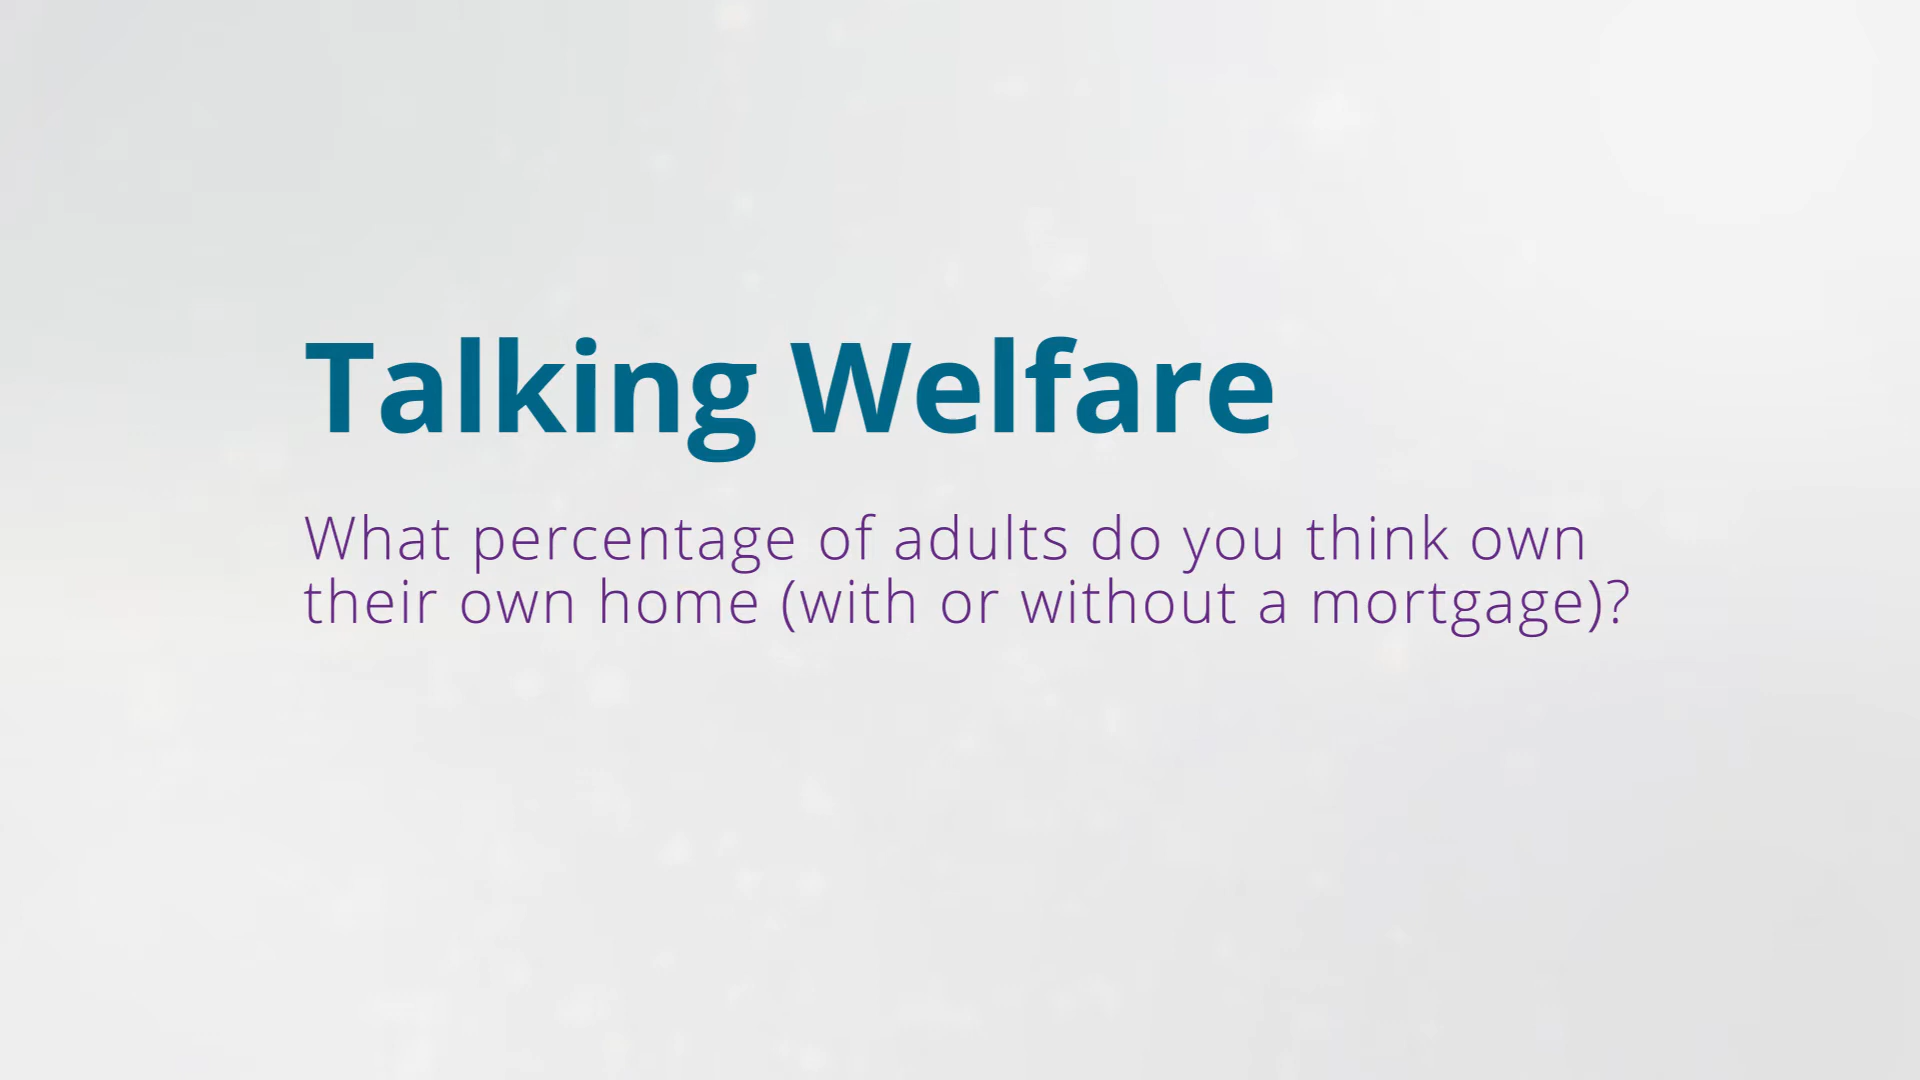 Talking Welfare
What percentage of adults do you think own
their own home (with or without a mortgage)?